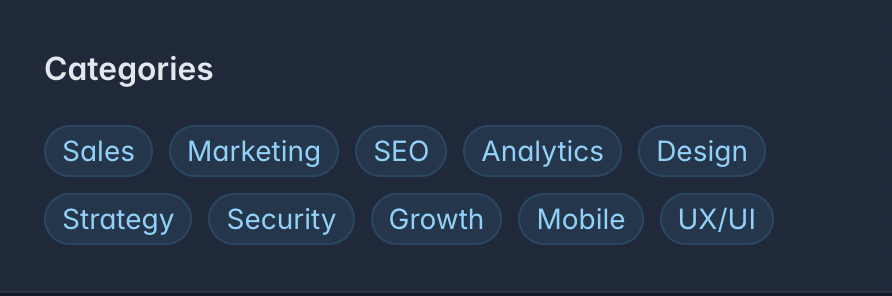 Categories
Sales Marketing SEO Analytics Design
Strategy Security Growth Mobile UX/UI